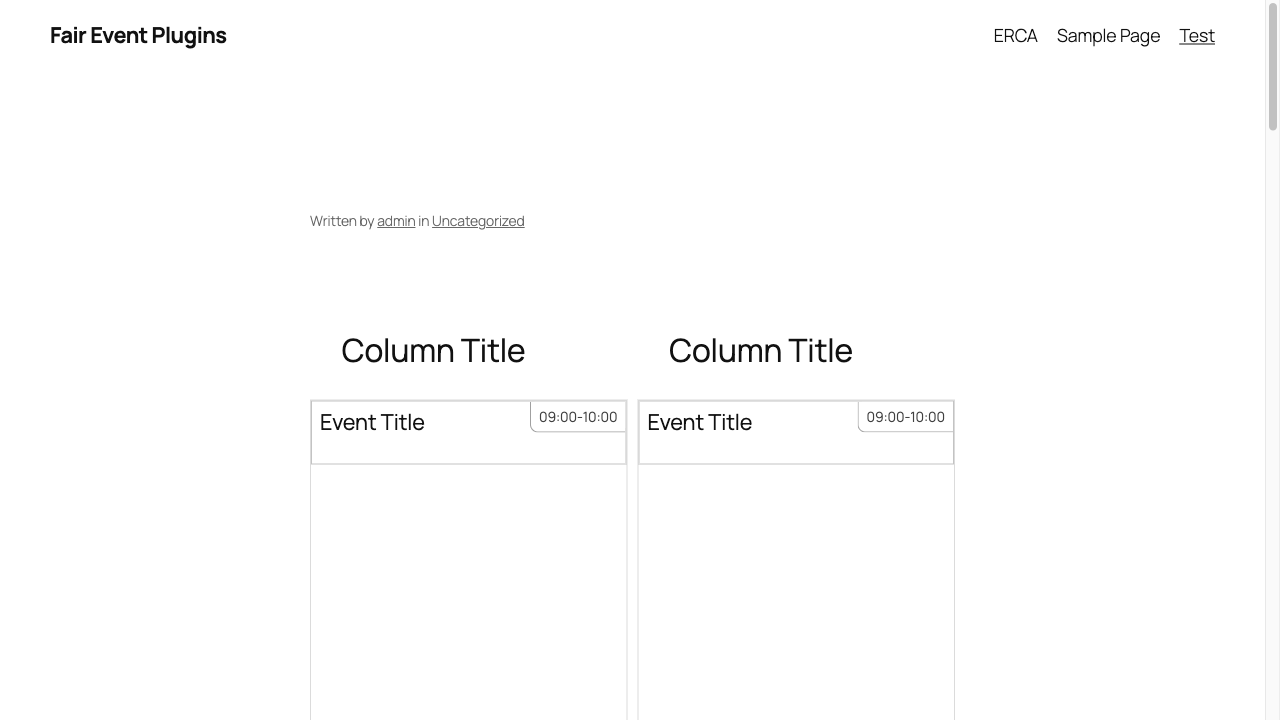 Fair Event Plugins
ERCA Sample Page Test
Written by admin in Uncategorized
Column Title
Event Title
09:00-10:00
Column Title
Event Title
09:00-10:00